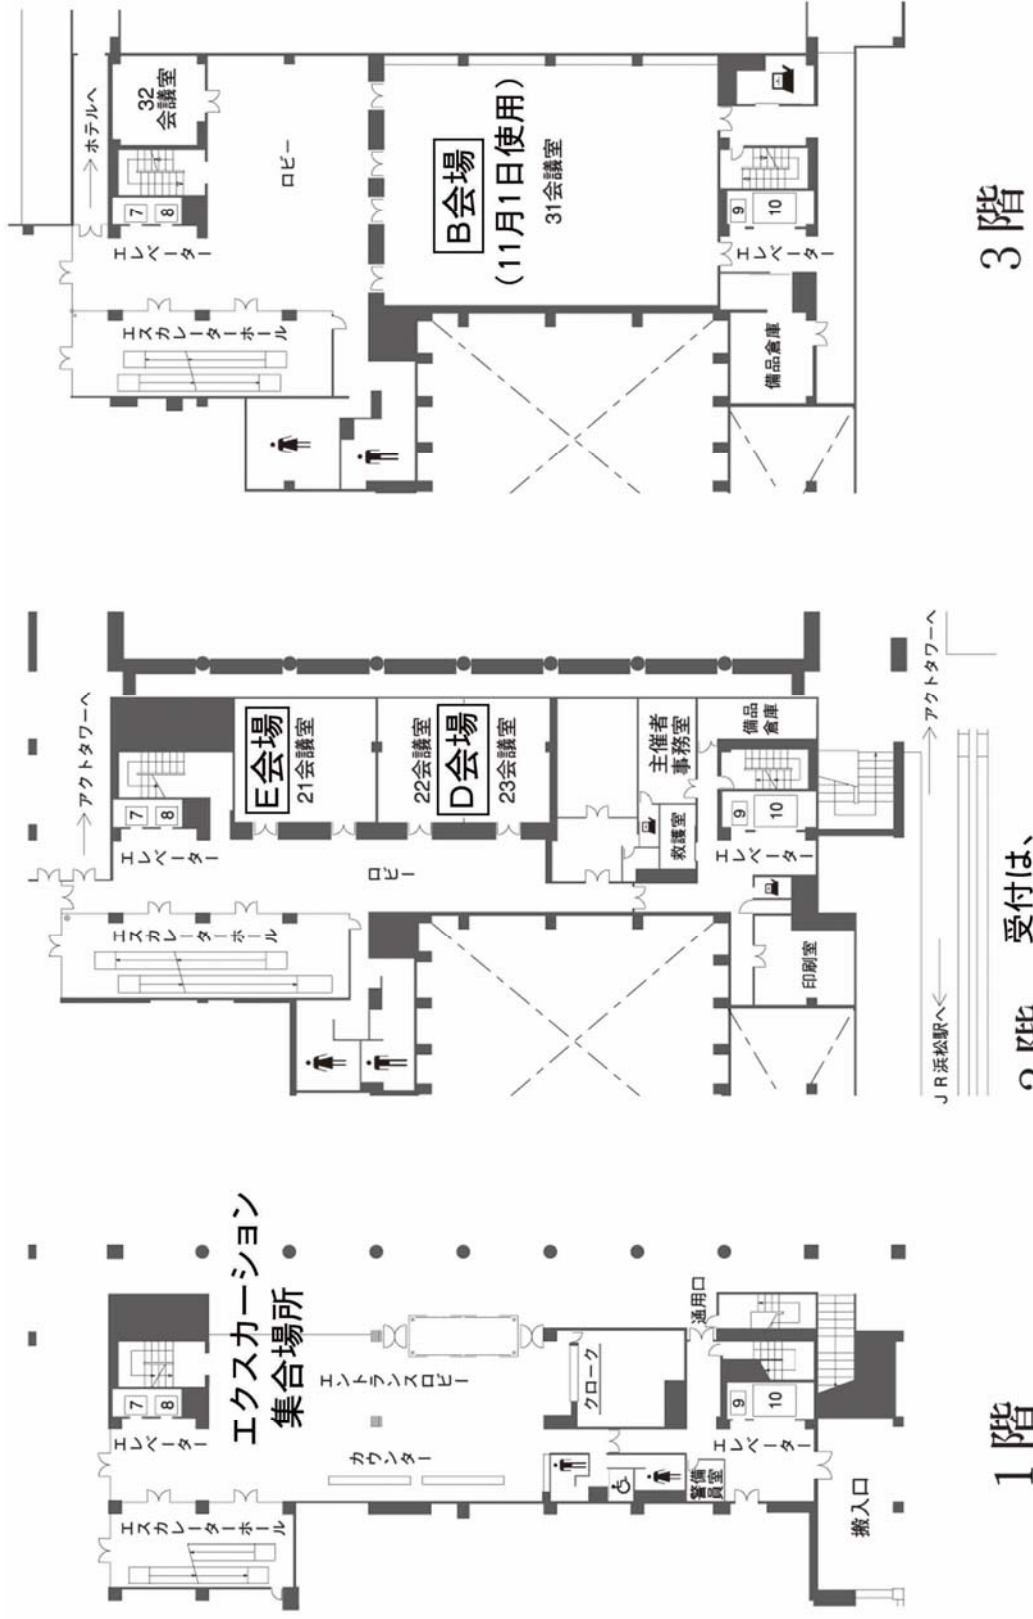 エクスカーション
集合場所
エレベーター
7
8
エスカレーターホール
エントランスロビー
カウンター
クローク
通用口
警備
員室
9
10
エレベーター
搬入口
1階
→アクトタワーへ
7
8
エレベーター
エスカレーターホール
E会場
21会議室
22会議室
D会場
23会議室
ロビー
主催者
事務室
備品
倉庫
救護室
9
10
エレベーター
印刷室
JR浜松駅へ←
→アクトタワーへ
受付は、
→ホテルへ
32
会議室
7
8
エレベーター
エスカレーターホール
ロビー
B会場
(11月1日使用)
31会議室
9
10
エレベーター
備品倉庫
3階